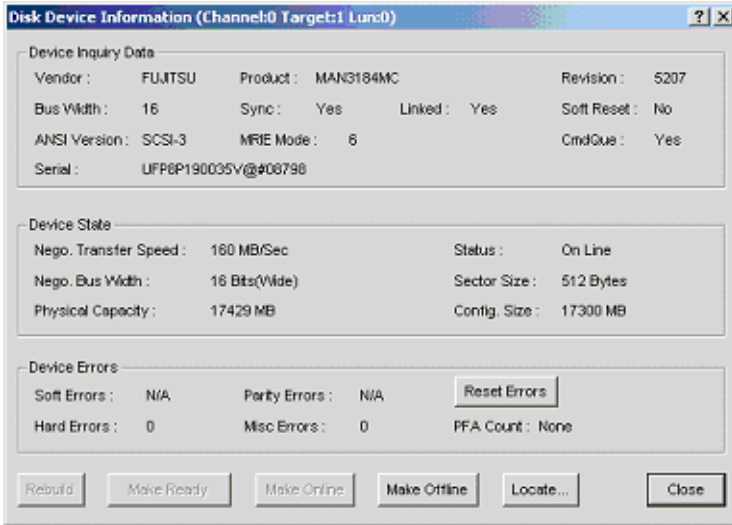 Disk Device Information (Channel:0 Target:1 Lun:0)
Device Inquiry Data
Vendor : FUJITSU Product : MAN3184MC Revision : 5207
Bus Width : 16 Sync : Yes Linked : Yes Soft Reset : No
ANSI Version : SCSI-3 MRIE Mode : 6 CmdQue : Yes
Serial : UFP8P190035V@#08798
Device State
Nego. Transfer Speed : 160 MB/Sec Status : On Line
Nego. Bus Width : 16 Bits(Wide) Sector Size : 512 Bytes
Physical Capacity : 17429 MB Config. Size : 17300 MB
Device Errors
Soft Errors : N/A Parity Errors : N/A Reset Errors
Hard Errors : 0 Misc Errors : 0 PFA Count : None
Rebuild Make Ready Make Online Make Offline Locate... Close